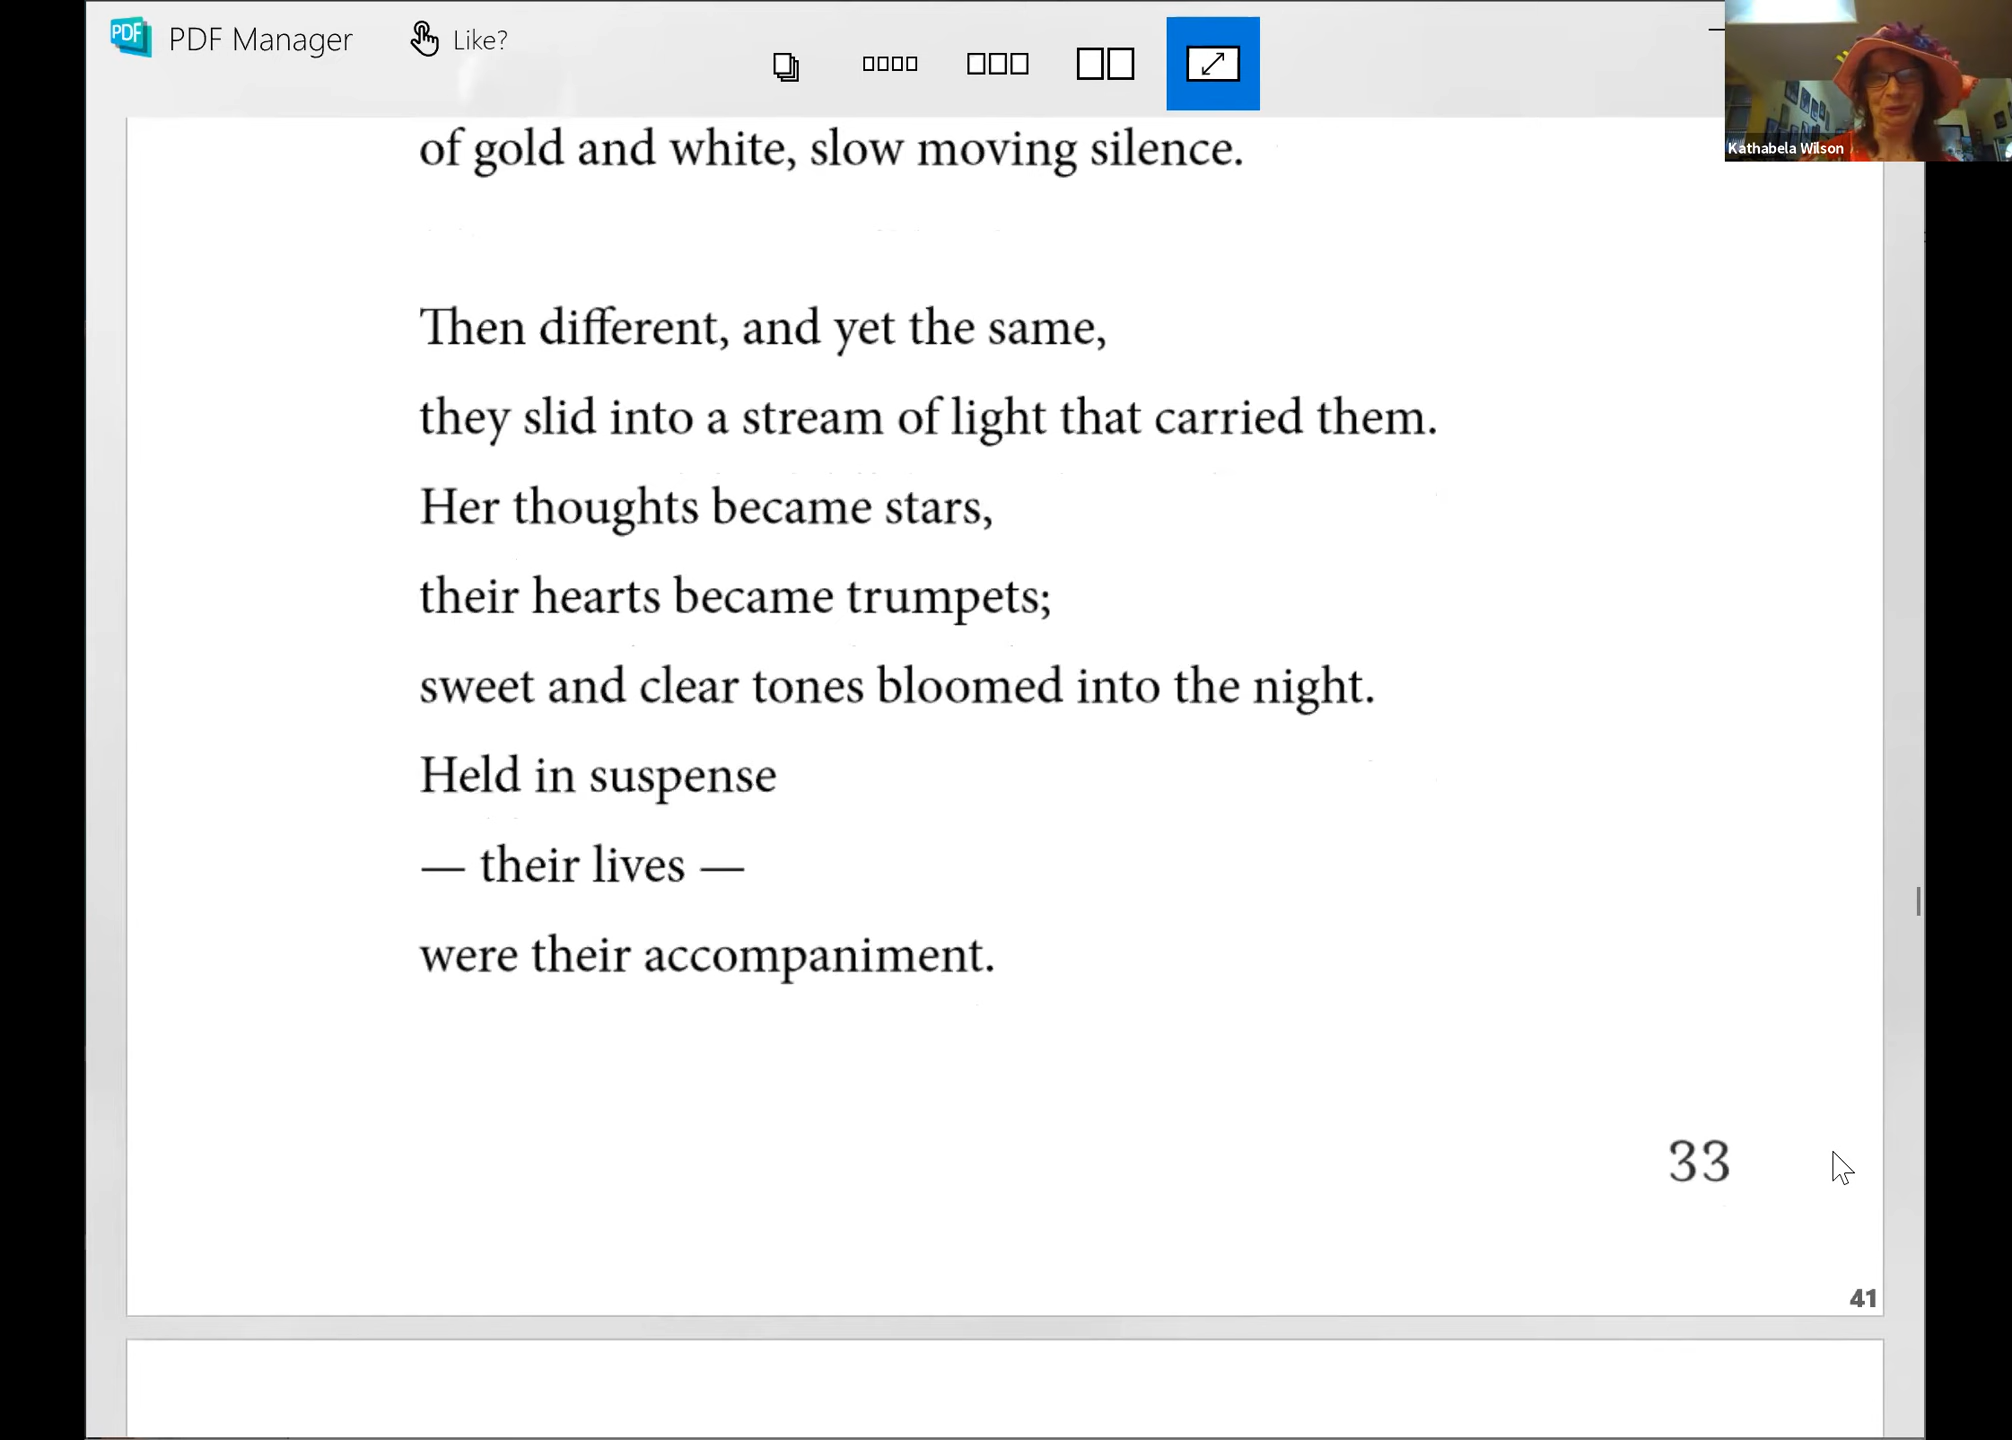 PDF PDF Manager Like?
Kathabela Wilson
of gold and white, slow moving silence.
Then different, and yet the same,
they slid into a stream of light that carried them.
Her thoughts became stars,
their hearts became trumpets;
sweet and clear tones bloomed into the night.
Held in suspense
— their lives —
were their accompaniment.
33
41